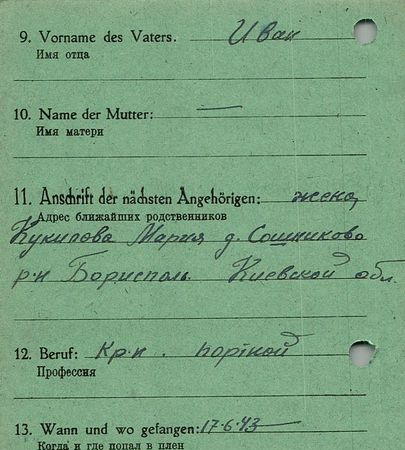 9. Vorname des Vaters. Иван
Имя отца
10. Name der Mutter: —
Имя матери
11. Anschrift der nächsten Angehörigen: жена,
Адрес ближайших родственников
Кукилова Мария д. Сошниково
р-н Борисполь Киевской обл.
12. Beruf: Кр-н. портной
Профессия
13. Wann und wo gefangen: 17.6.43
Когда и где попал в плен